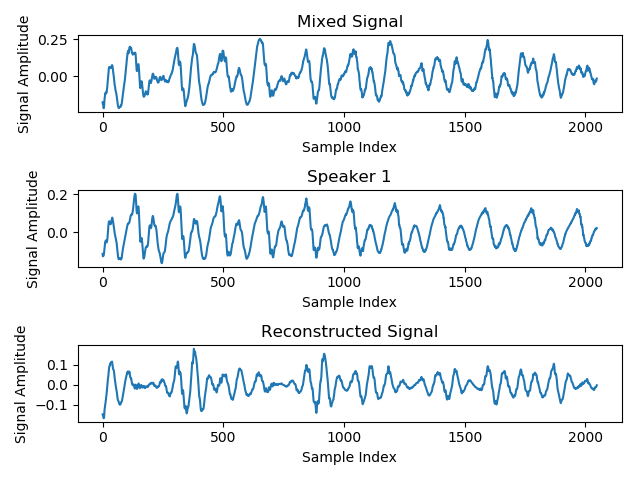 Mixed Signal
0.25
0.00
Signal Amplitude
0 500 1000 1500 2000
Sample Index
Speaker 1
0.2
0.0
Signal Amplitude
0 500 1000 1500 2000
Sample Index
Reconstructed Signal
0.1
0.0
−0.1
Signal Amplitude
0 500 1000 1500 2000
Sample Index